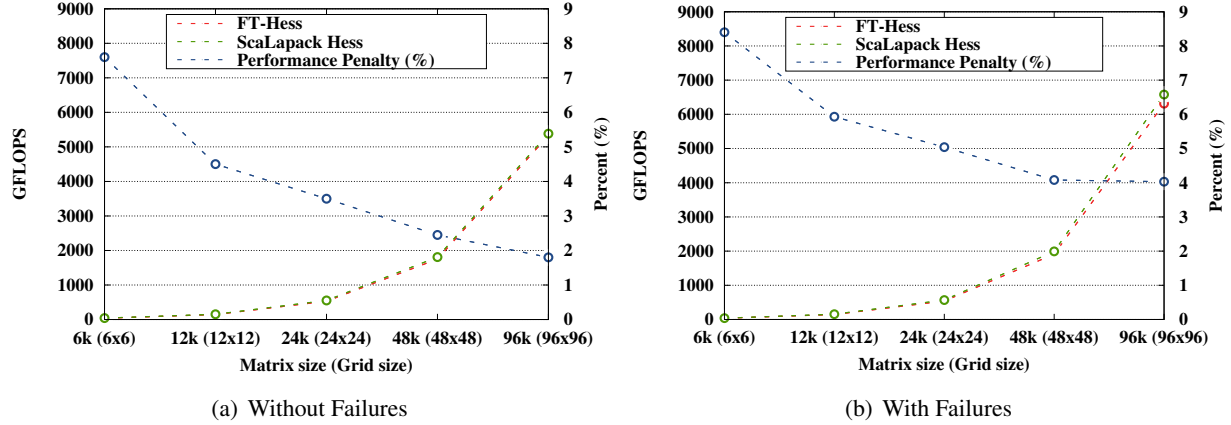 9000
8000
7000
6000
5000
4000
3000
2000
1000
0
GFLOPS
FT-Hess
ScaLapack Hess
Performance Penalty (%)
9
8
7
6
5
4
3
2
1
0
Percent (%)
6k (6x6) 12k (12x12) 24k (24x24) 48k (48x48) 96k (96x96)
Matrix size (Grid size)
(a) Without Failures
9000
8000
7000
6000
5000
4000
3000
2000
1000
0
GFLOPS
FT-Hess
ScaLapack Hess
Performance Penalty (%)
9
8
7
6
5
4
3
2
1
0
Percent (%)
6k (6x6) 12k (12x12) 24k (24x24) 48k (48x48) 96k (96x96)
Matrix size (Grid size)
(b) With Failures